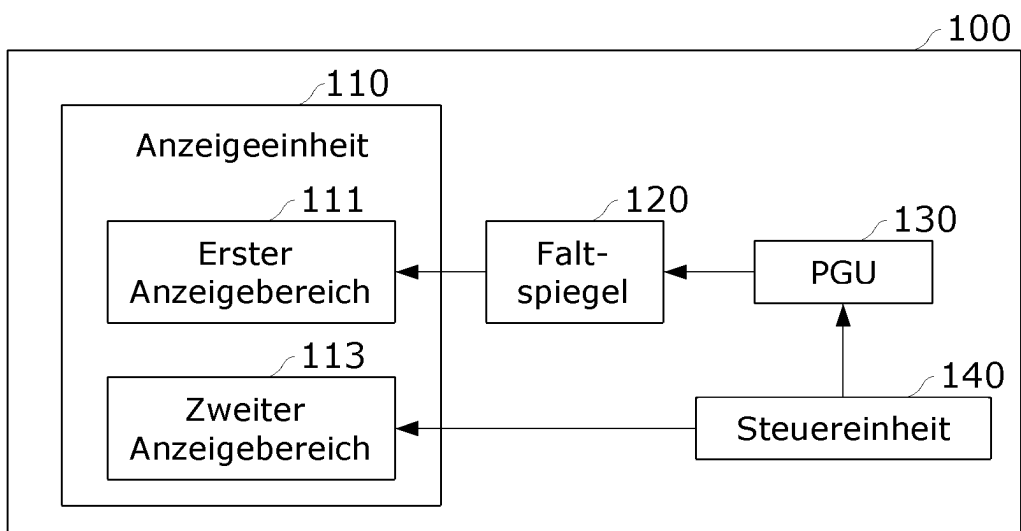 100
110
Anzeigeeinheit
111
Erster
Anzeigebereich
120
Falt-
spiegel
130
PGU
113
Zweiter
Anzeigebereich
140
Steuereinheit